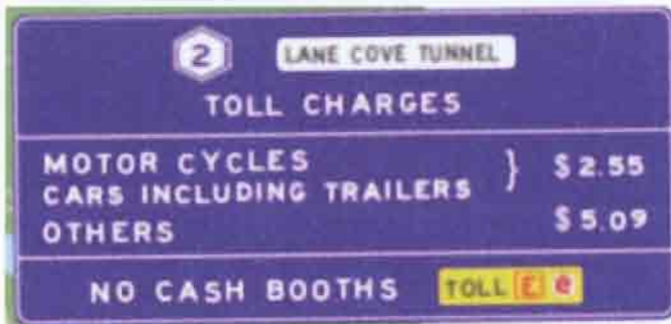 2 LANE COVE TUNNEL
TOLL CHARGES
MOTOR CYCLES } $2.55
CARS INCLUDING TRAILERS
OTHERS $5.09
NO CASH BOOTHS TOLL E e